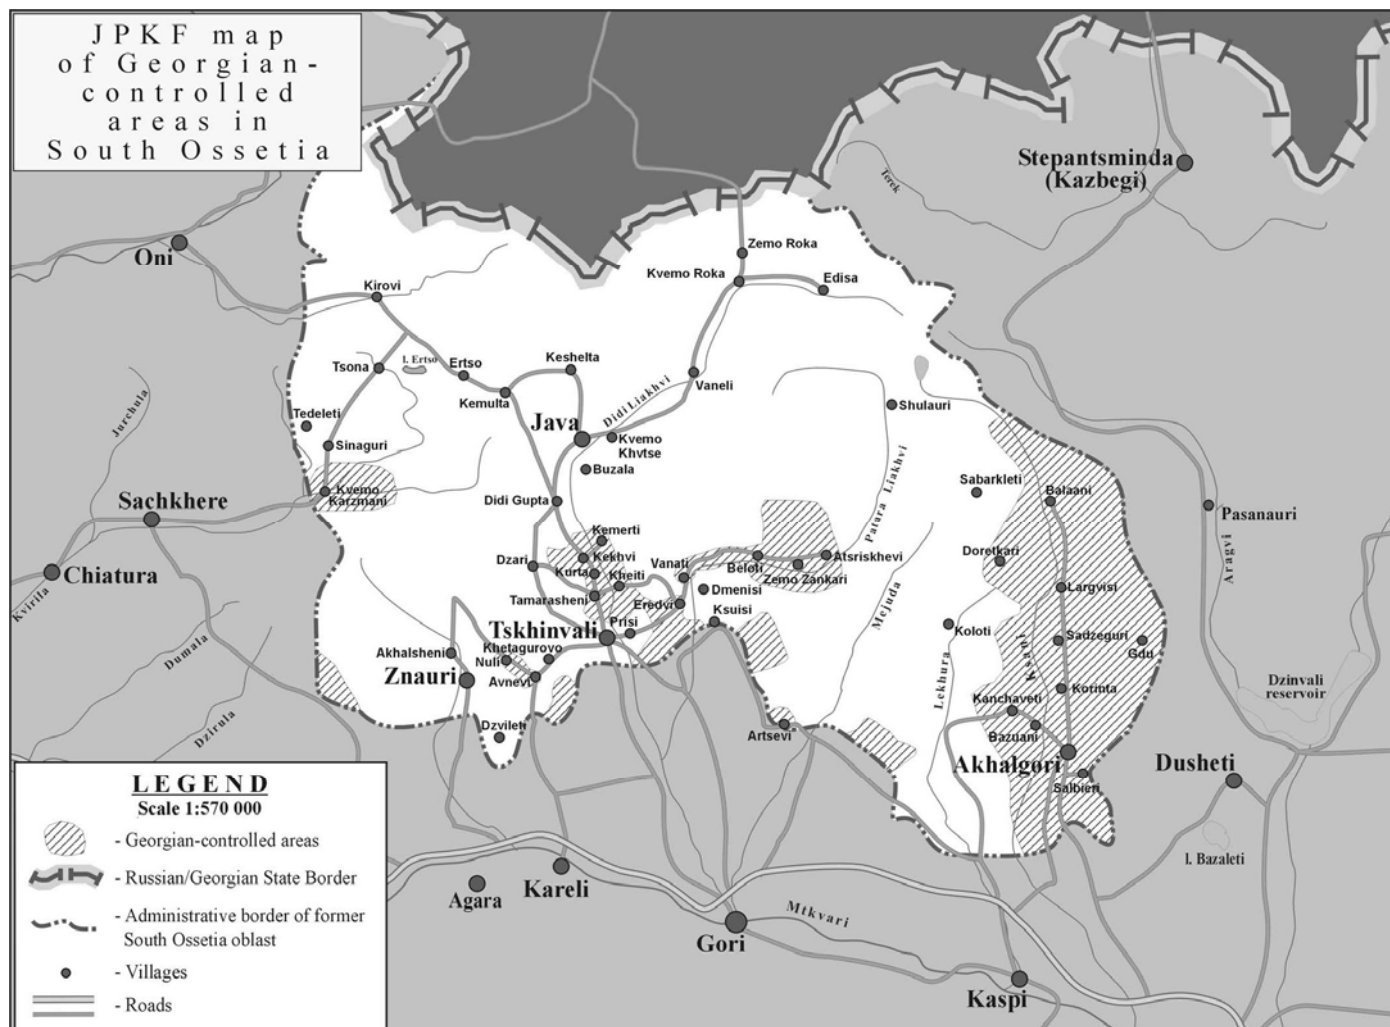 JPKF map
of Georgian-
controlled
areas in
South Ossetia
Stepantsminda
(Kazbegi)
Terek
Oni
Zemo Roka
Kvemo Roka
Edisa
Kirovi
Tsona
l. Ertso
Ertso
Keshelta
Kemulta
Vaneli
Didi Liakhvi
Shulauri
Jurchula
Tedeleti
Sinaguri
Java
Kvemo
Khvtse
Buzala
Patara Liakhvi
Kvemo
Karzmani
Sabarkleti
Balaani
Sachkhere
Didi Gupta
Pasanauri
Aragvi
Kemerti
Chiatura
Kvirila
Dzari
Kekhvi
Kurta
Kheiti
Vanati
Beloti
Atsriskhevi
Zemo Zankari
Doretkari
Largvisi
Tamarasheni
Eredvi
Dmenisi
Ksuisi
Mejuda
Prisi
Tskhinvali
Koloti
Ksani
Sadzeguri
Gdu
Dumala
Akhalsheni
Khetagurovo
Nuli
Avnevi
Znauri
Lekhura
Kanchaveti
Korinta
Dzinvali
reservoir
Dzirula
Dzvileti
Artsevi
Bazuani
Akhalgori
Salbieri
Dusheti
l. Bazaleti
LEGEND
Scale 1:570 000
- Georgian-controlled areas
- Russian/Georgian State Border
- Administrative border of former
South Ossetia oblast
- Villages
- Roads
Agara
Kareli
Gori
Mtkvari
Kaspi